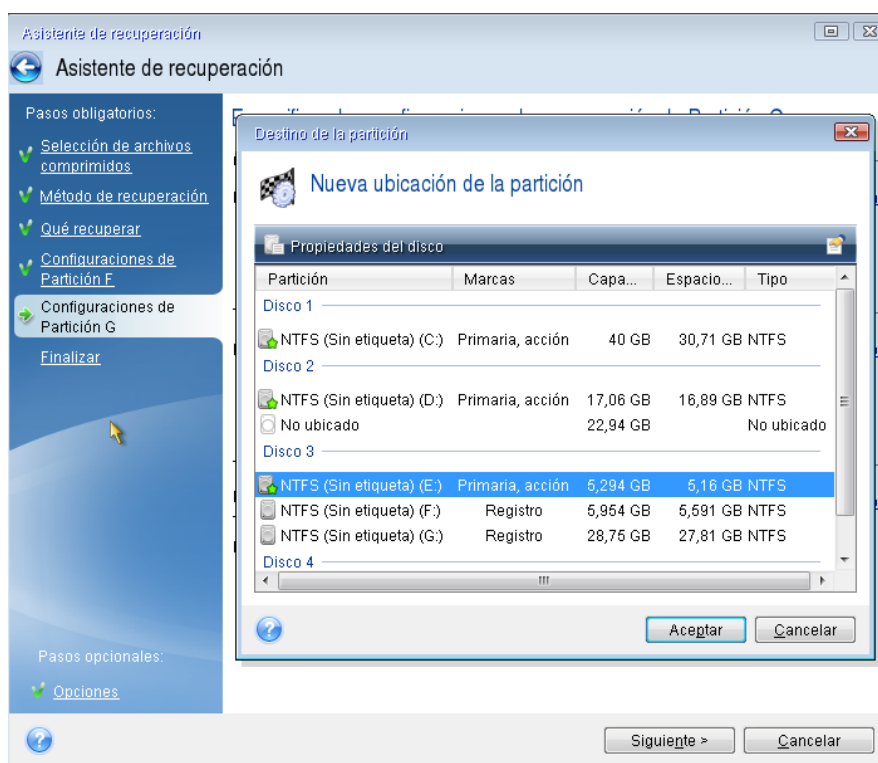 Asistente de recuperación
Asistente de recuperación
Pasos obligatorios:
Selección de archivos
comprimidos
Método de recuperación
Qué recuperar
Configuraciones de
Partición F
Configuraciones de
Partición G
Finalizar
Pasos opcionales:
Opciones
Destino de la partición
Nueva ubicación de la partición
Propiedades del disco
Partición Marcas Capa... Espacio... Tipo
Disco 1
NTFS (Sin etiqueta) (C:) Primaria, acción 40 GB 30,71 GB NTFS
Disco 2
NTFS (Sin etiqueta) (D:) Primaria, acción 17,06 GB 16,89 GB NTFS
No ubicado 22,94 GB No ubicado
Disco 3
NTFS (Sin etiqueta) (E:) Primaria, acción 5,294 GB 5,16 GB NTFS
NTFS (Sin etiqueta) (F:) Registro 5,954 GB 5,591 GB NTFS
NTFS (Sin etiqueta) (G:) Registro 28,75 GB 27,81 GB NTFS
Disco 4
Aceptar Cancelar
Siguiente > Cancelar